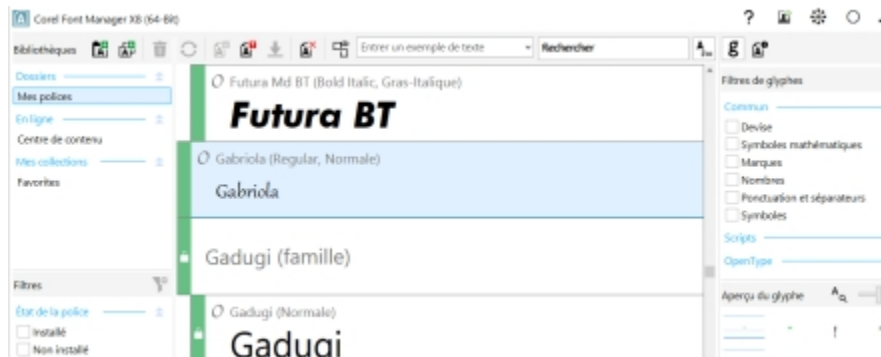 Corel Font Manager X8 (64-Bit)
Bibliothèques
Entrer un exemple de texte
Rechercher
Dossiers
Mes polices
En ligne
Centre de contenu
Mes collections
Favorites
Filtres
État de la police
Installé
Non installé
Futura Md BT (Bold Italic, Gras-Italique)
Futura BT
Gabriola (Regular, Normale)
Gabriola
Gadugi (famille)
Gadugi (Normale)
Gadugi
Filtres de glyphes
Commun
Devise
Symboles mathématiques
Marques
Nombres
Ponctuation et séparateurs
Symboles
Scripts
OpenType
Aperçu du glyphe